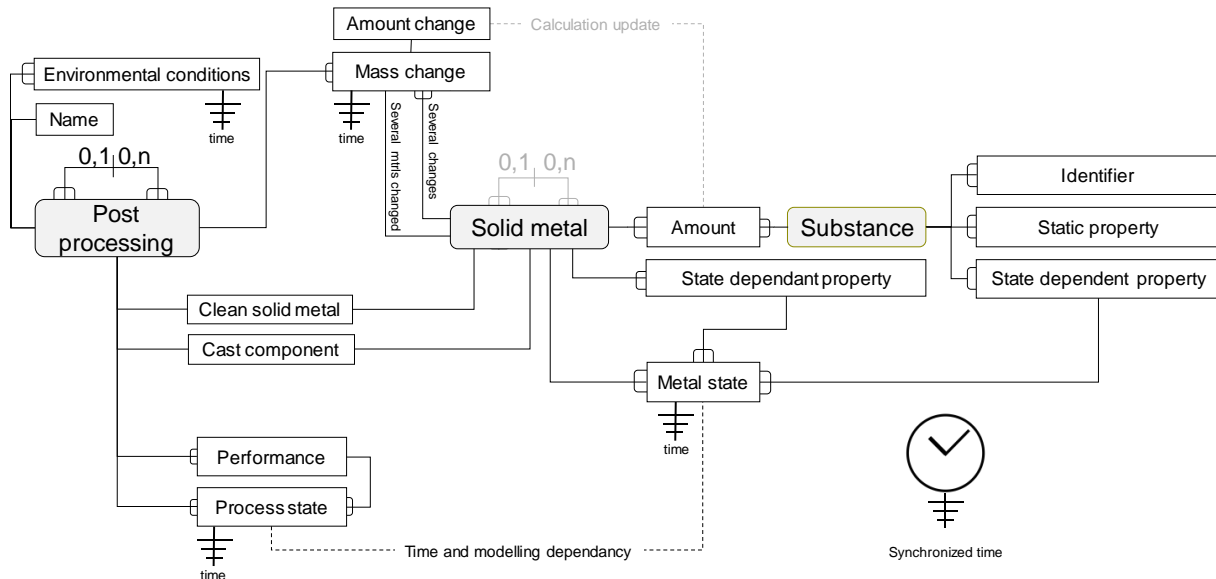 Amount change
Calculation update
Environmental conditions
Mass change
time
time
Name
Several mtrls changed
Several changes
0,1 0,n
0,1 0,n
Identifier
Post
processing
Solid metal
Amount
Substance
Static property
State dependant property
State dependent property
Clean solid metal
Cast component
Metal state
time
Performance
Process state
time
Time and modelling dependancy
Synchronized time